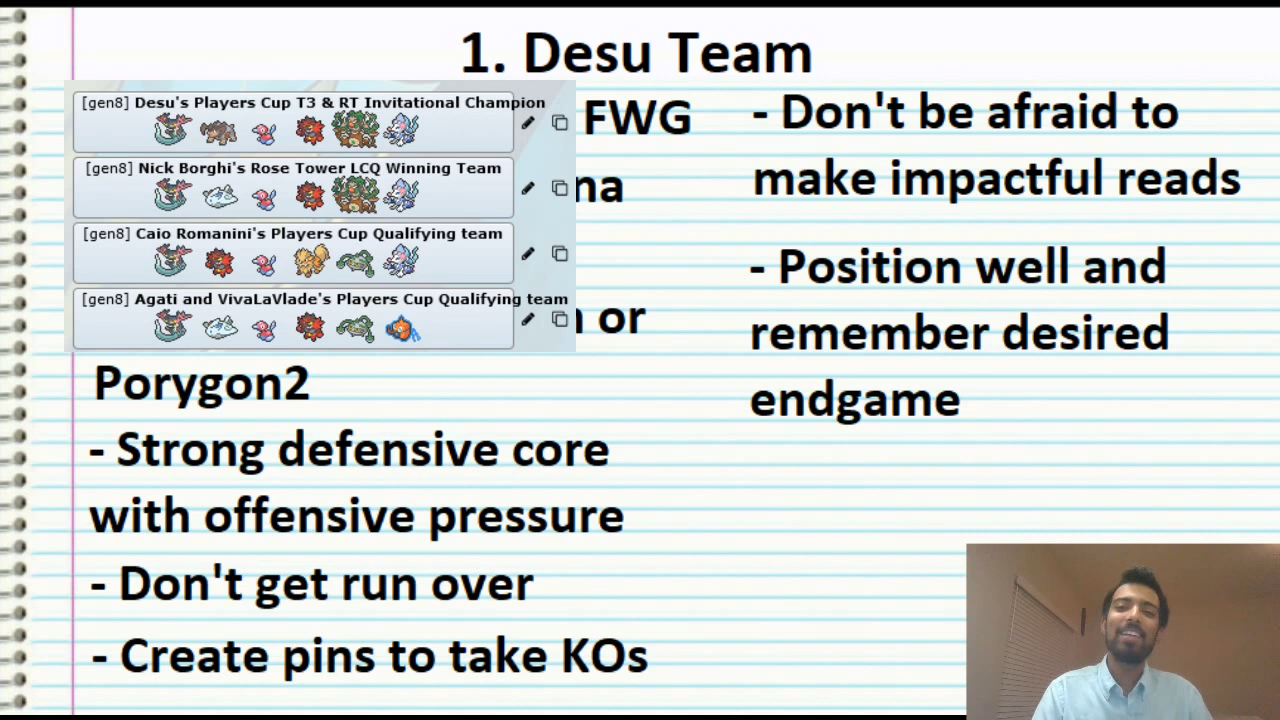 1. Desu Team
[gen8] Desu's Players Cup T3 & RT Invitational Champion
[gen8] Nick Borghi's Rose Tower LCQ Winning Team
[gen8] Caio Romanini's Players Cup Qualifying team
[gen8] Agati and VivaLaVlade's Players Cup Qualifying team
FWG
na
or
Porygon2
- Strong defensive core
with offensive pressure
- Don't get run over
- Create pins to take KOs
- Don't be afraid to
make impactful reads
- Position well and
remember desired
endgame